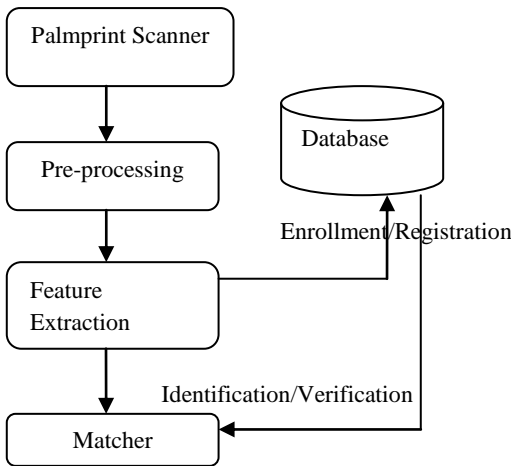 Palmprint Scanner
Database
Pre-processing
Enrollment/Registration
Feature
Extraction
Identification/Verification
Matcher